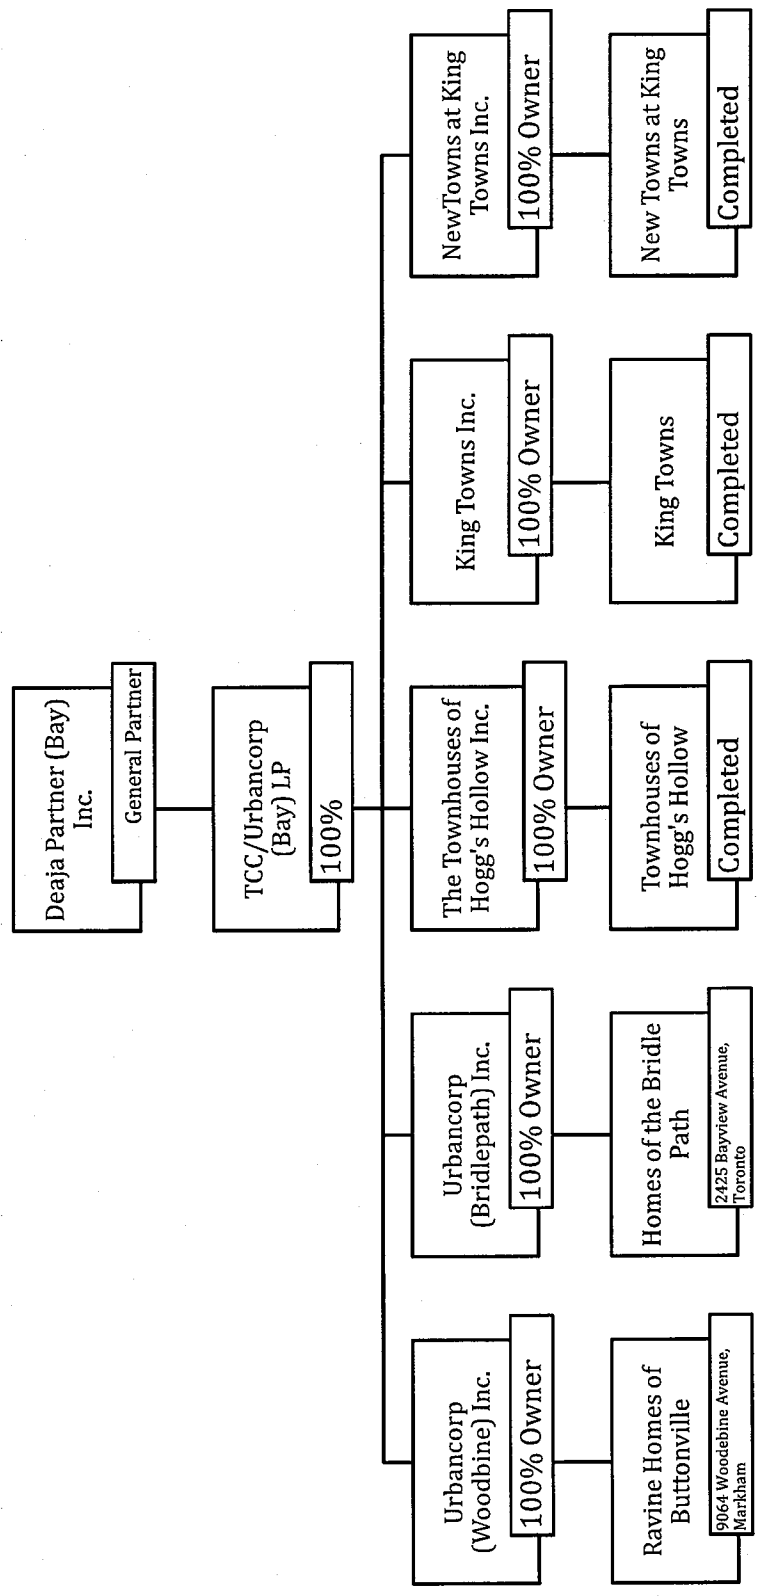 Deaja Partner (Bay)
Inc.
General Partner
TCC/Urbancorp
(Bay) LP
100%
Urbancorp
(Woodbine) Inc.
100% Owner
Urbancorp
(Bridlepath) Inc.
100% Owner
The Townhouses of
Hogg's Hollow Inc.
100% Owner
King Towns Inc.
100% Owner
NewTowns at King
Towns Inc.
100% Owner
Ravine Homes of
Buttonville
9064 Woodebine Avenue,
Markham
Homes of the Bridle
Path
2425 Bayview Avenue,
Toronto
Townhouses of
Hogg's Hollow
Completed
King Towns
Completed
New Towns at King
Towns
Completed